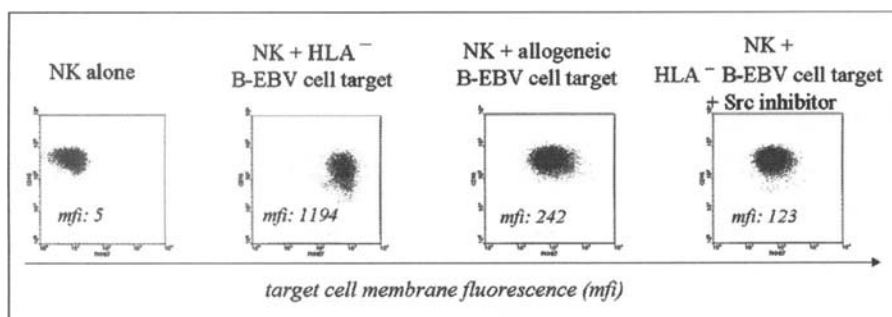 NK alone
NK + HLA⁻
B-EBV cell target
NK + allogeneic
B-EBV cell target
NK +
HLA⁻ B-EBV cell target
+ Src inhibitor
mfi: 5
mfi: 1194
mfi: 242
mfi: 123
target cell membrane fluorescence (mfi)